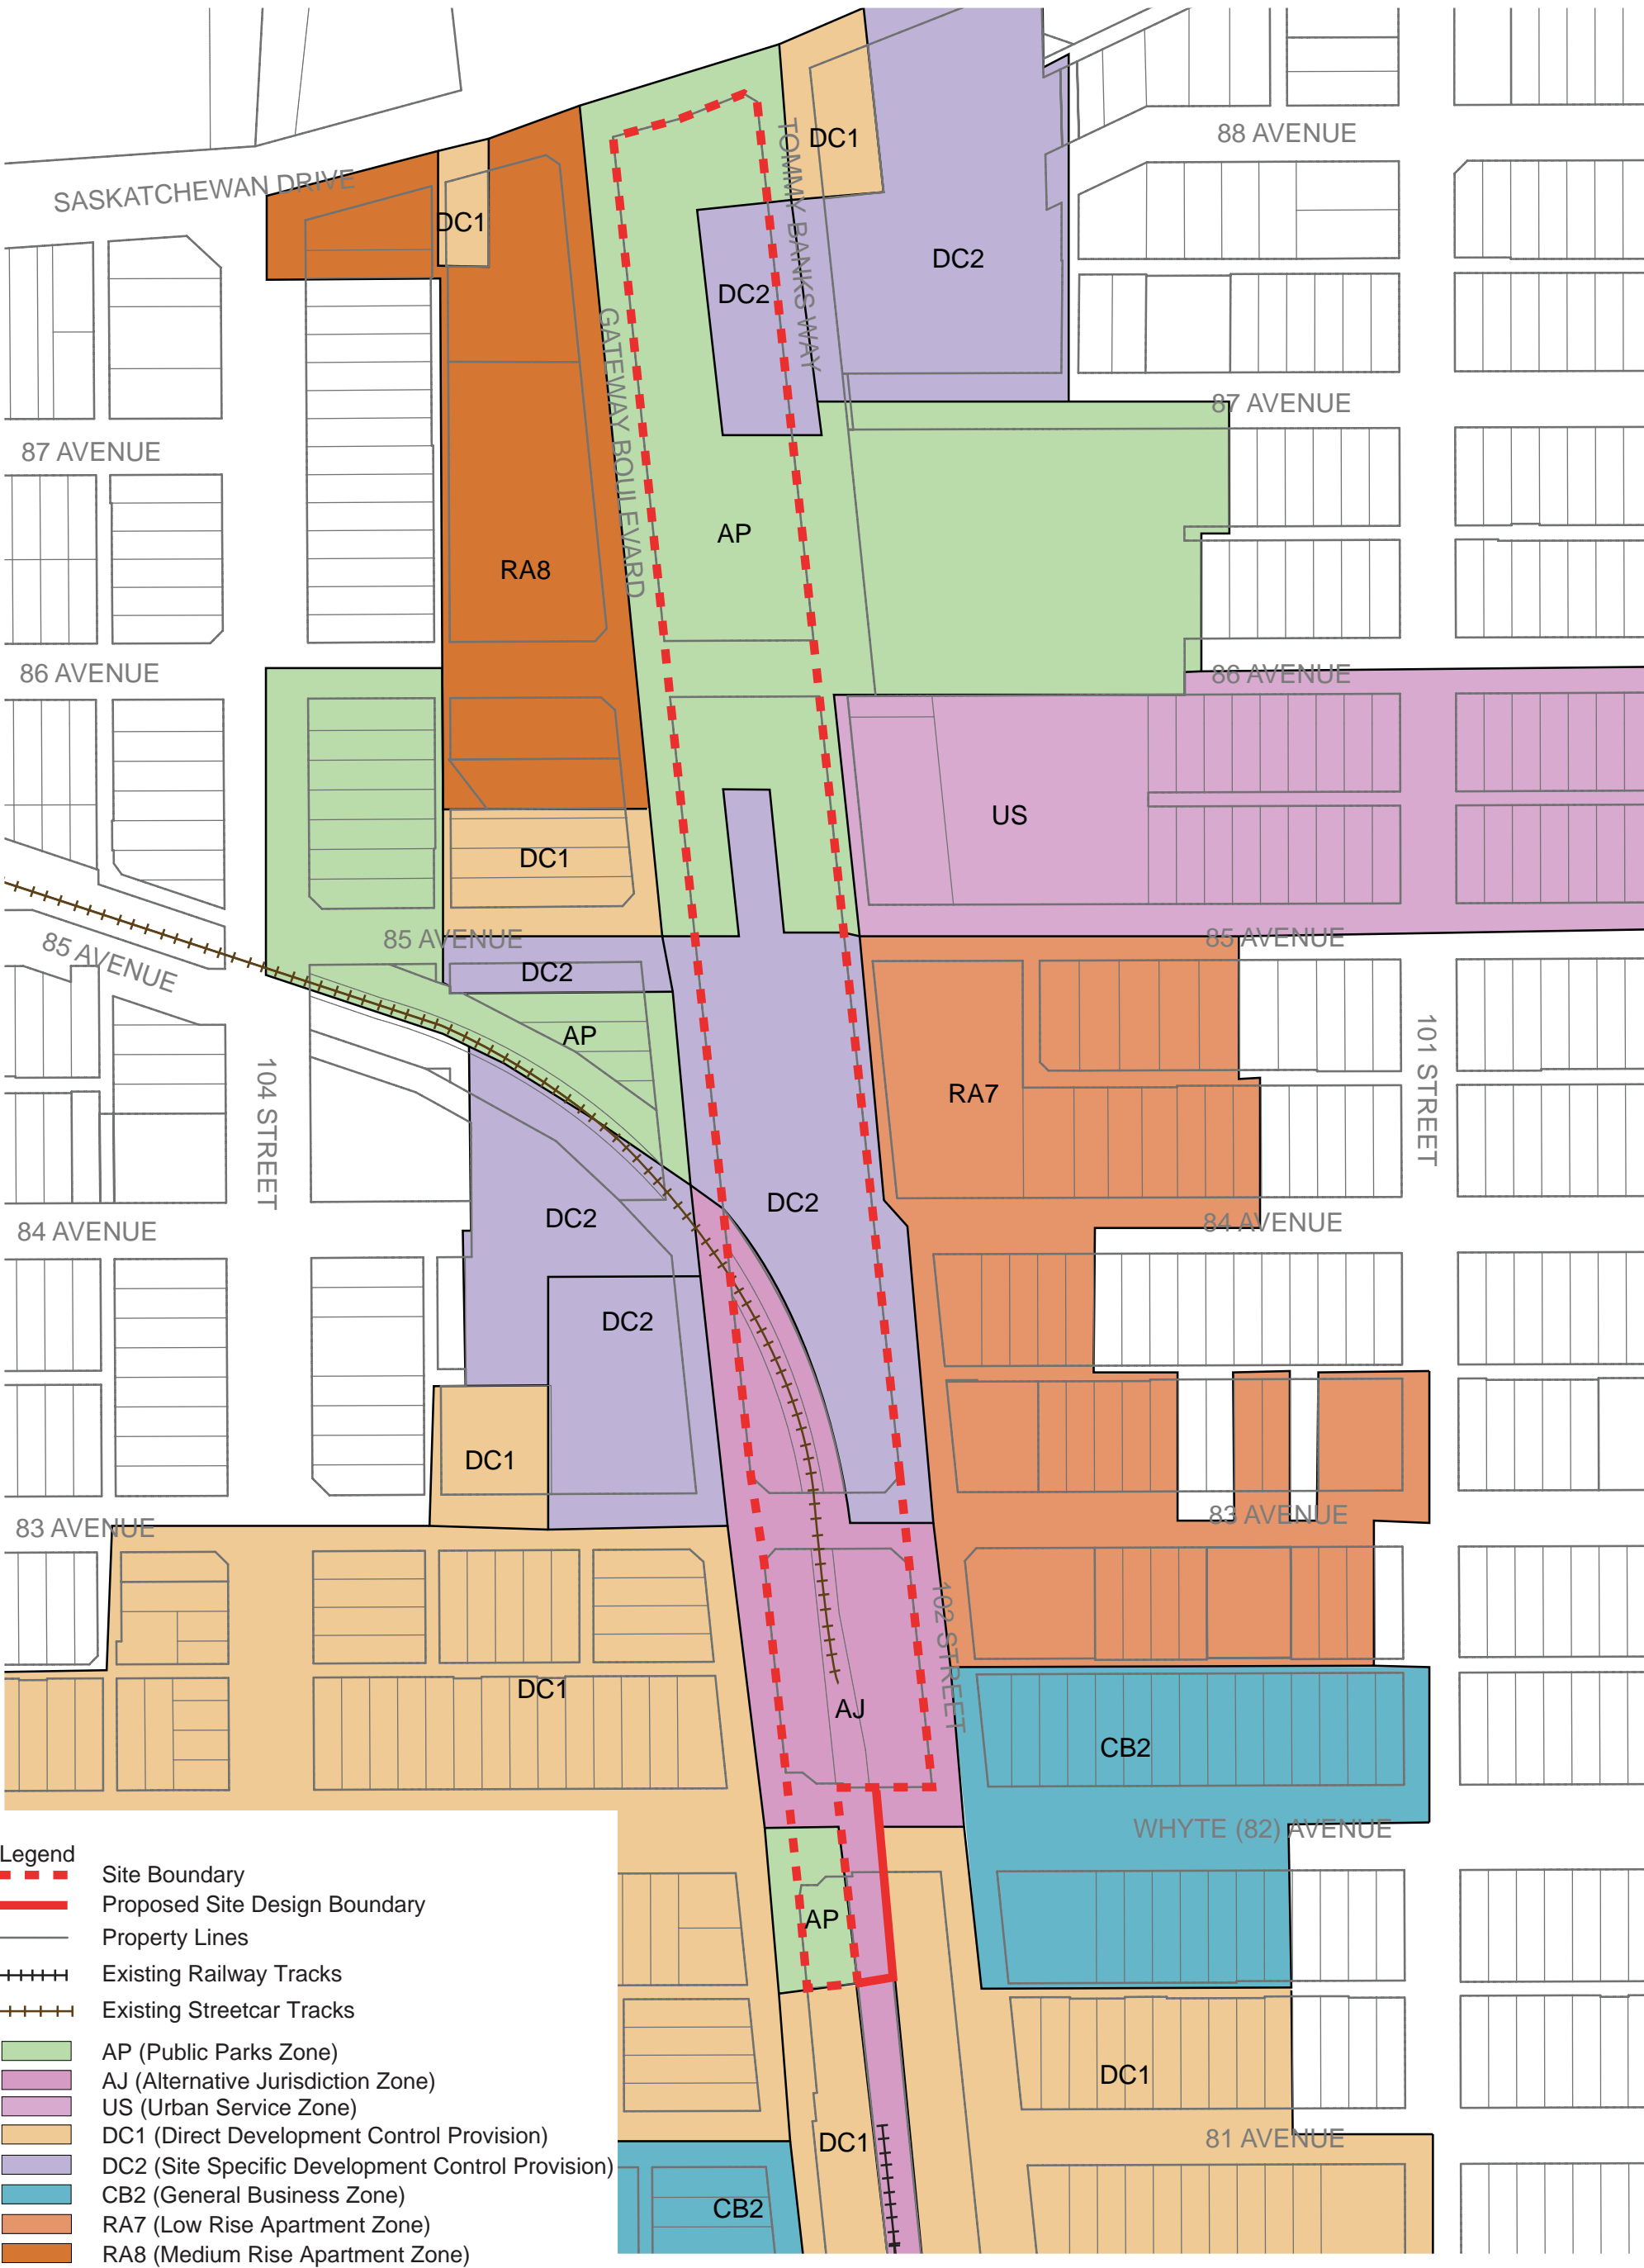 DC1
88 AVENUE
SASKATCHEWAN DRIVE
DC1
TOMMY BANKS WAY
DC2
DC2
GATEWAY BOULEVARD
87 AVENUE
87 AVENUE
AP
RA8
86 AVENUE
86 AVENUE
US
DC1
85 AVENUE
85 AVENUE
85 AVENUE
DC2
AP
101 STREET
RA7
104 STREET
DC2
DC2
84 AVENUE
84 AVENUE
DC2
DC1
83 AVENUE
83 AVENUE
102 STREET
DC1
AJ
CB2
WHYTE (82) AVENUE
AP
DC1
DC1
81 AVENUE
CB2
Legend
Site Boundary
Proposed Site Design Boundary
Property Lines
Existing Railway Tracks
Existing Streetcar Tracks
AP (Public Parks Zone)
AJ (Alternative Jurisdiction Zone)
US (Urban Service Zone)
DC1 (Direct Development Control Provision)
DC2 (Site Specific Development Control Provision)
CB2 (General Business Zone)
RA7 (Low Rise Apartment Zone)
RA8 (Medium Rise Apartment Zone)